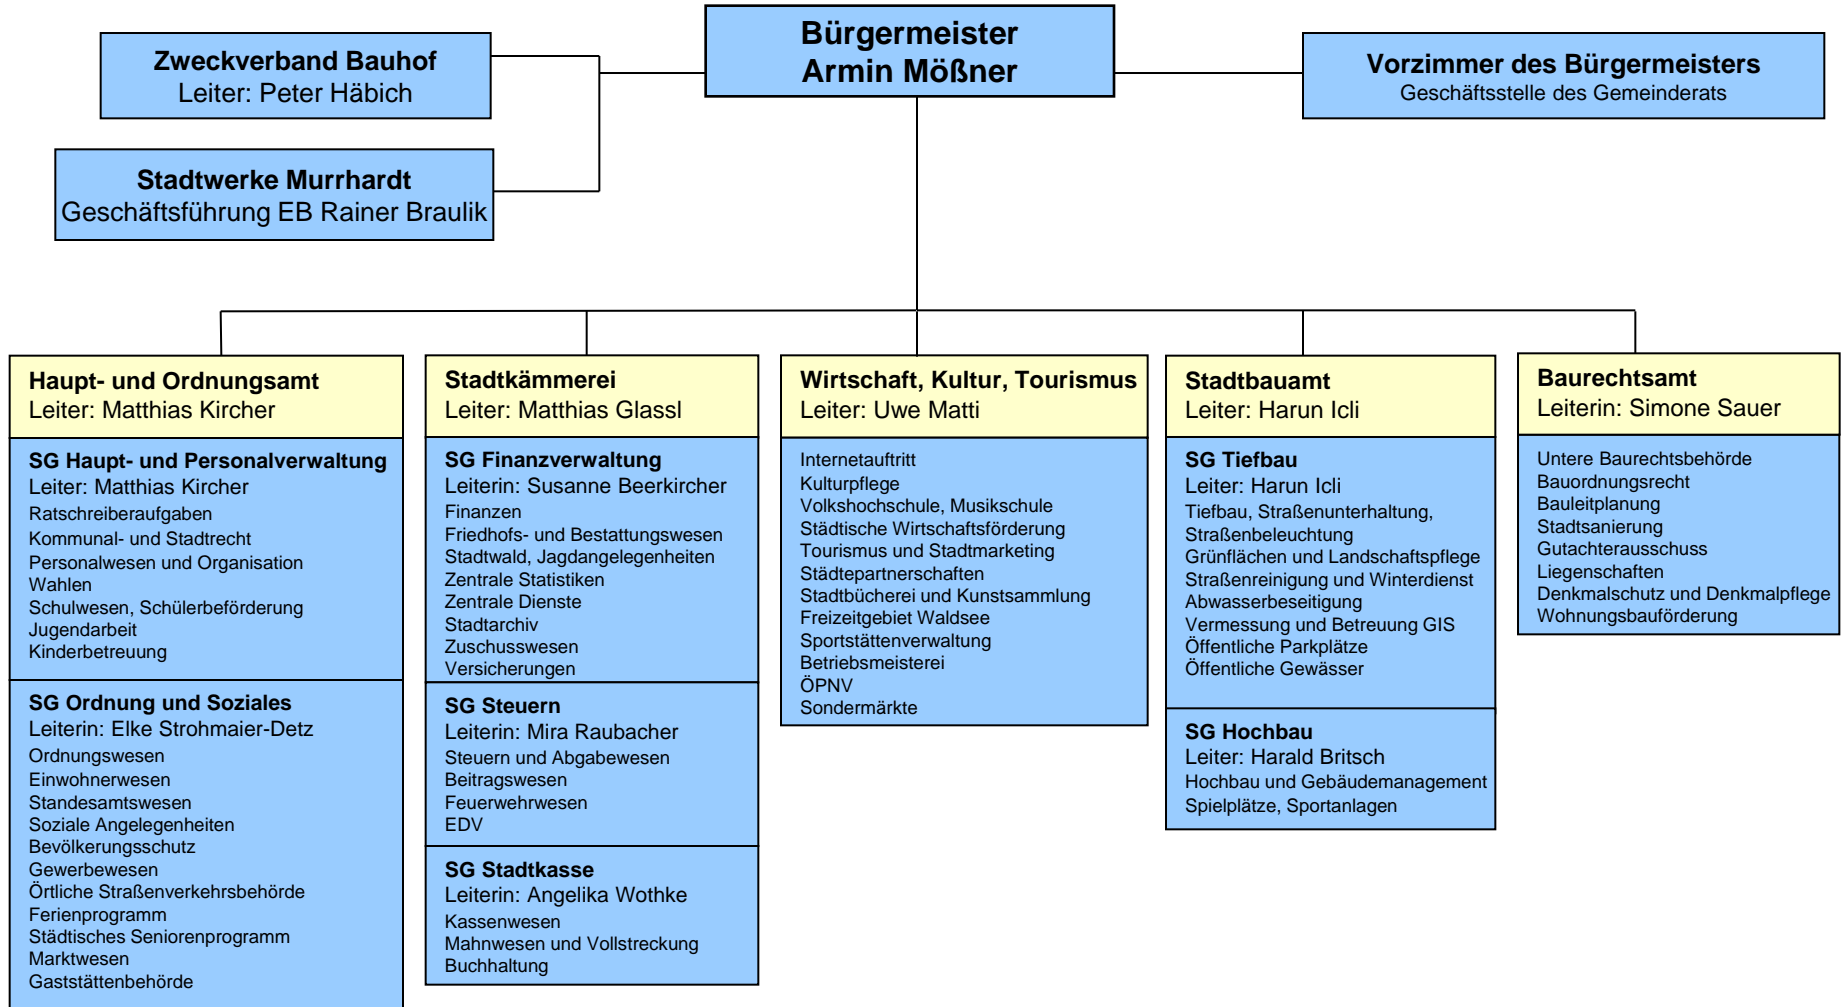 Bürgermeister
Armin Mößner
Zweckverband Bauhof
Leiter: Peter Häbich
Vorzimmer des Bürgermeisters
Geschäftsstelle des Gemeinderats
Stadtwerke Murrhardt
Geschäftsführung EB Rainer Braulik
Haupt- und Ordnungsamt
Leiter: Matthias Kircher
SG Haupt- und Personalverwaltung
Leiter: Matthias Kircher
Ratschreiberaufgaben
Kommunal- und Stadtrecht
Personalwesen und Organisation
Wahlen
Schulwesen, Schülerbeförderung
Jugendarbeit
Kinderbetreuung
SG Ordnung und Soziales
Leiterin: Elke Strohmaier-Detz
Ordnungswesen
Einwohnerwesen
Standesamtswesen
Soziale Angelegenheiten
Bevölkerungsschutz
Gewerbewesen
Örtliche Straßenverkehrsbehörde
Ferienprogramm
Städtisches Seniorenprogramm
Marktwesen
Gaststättenbehörde
Stadtkämmerei
Leiter: Matthias Glassl
SG Finanzverwaltung
Leiterin: Susanne Beerkircher
Finanzen
Friedhofs- und Bestattungswesen
Stadtwald, Jagdangelegenheiten
Zentrale Statistiken
Zentrale Dienste
Stadtarchiv
Zuschusswesen
Versicherungen
SG Steuern
Leiterin: Mira Raubacher
Steuern und Abgabewesen
Beitragswesen
Feuerwehrwesen
EDV
SG Stadtkasse
Leiterin: Angelika Wothke
Kassenwesen
Mahnwesen und Vollstreckung
Buchhaltung
Wirtschaft, Kultur, Tourismus
Leiter: Uwe Matti
Internetauftritt
Kulturpflege
Volkshochschule, Musikschule
Städtische Wirtschaftsförderung
Tourismus und Stadtmarketing
Städtepartnerschaften
Stadtbücherei und Kunstsammlung
Freizeitgebiet Waldsee
Sportstättenverwaltung
Betriebsmeisterei
ÖPNV
Sondermärkte
Stadtbauamt
Leiter: Harun Icli
SG Tiefbau
Leiter: Harun Icli
Tiefbau, Straßenunterhaltung,
Straßenbeleuchtung
Grünflächen und Landschaftspflege
Straßenreinigung und Winterdienst
Abwasserbeseitigung
Vermessung und Betreuung GIS
Öffentliche Parkplätze
Öffentliche Gewässer
SG Hochbau
Leiter: Harald Britsch
Hochbau und Gebäudemanagement
Spielplätze, Sportanlagen
Baurechtsamt
Leiterin: Simone Sauer
Untere Baurechtsbehörde
Bauordnungsrecht
Bauleitplanung
Stadtsanierung
Gutachterausschuss
Liegenschaften
Denkmalschutz und Denkmalpflege
Wohnungsbauförderung